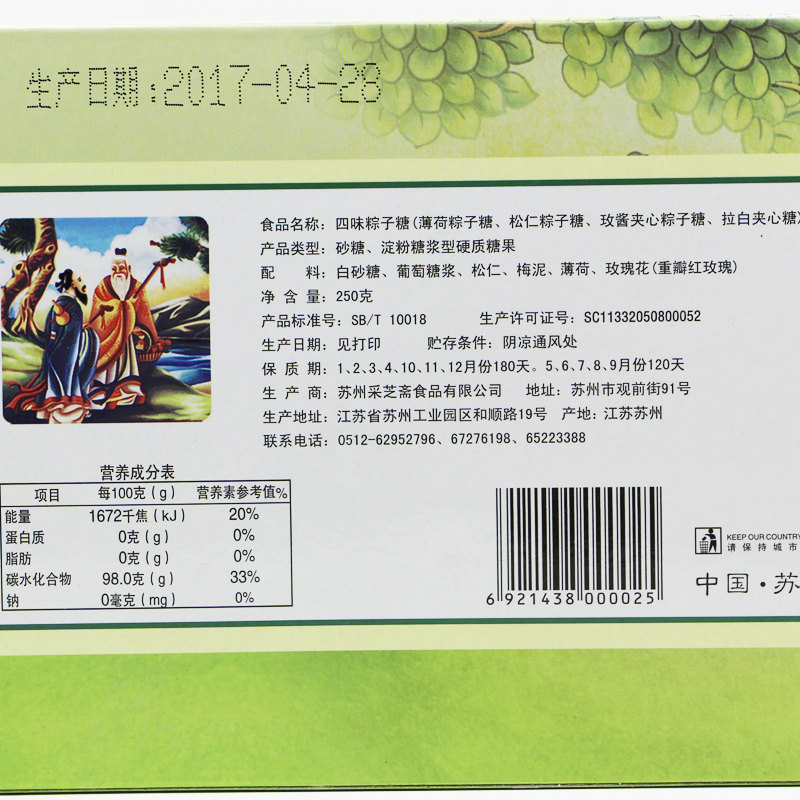 生产日期:2017-04-28
食品名称: 四味粽子糖(薄荷粽子糖、松仁粽子糖、玫酱夹心粽子糖、拉白夹心糖)
产品类型: 砂糖、淀粉糖浆型硬质糖果
配 料: 白砂糖、葡萄糖浆、松仁、梅泥、薄荷、玫瑰花(重瓣红玫瑰)
净 含 量: 250克
产品标准号: SB/T 10018 生产许可证号: SC11332050800052
生产日期: 见打印 贮存条件: 阴凉通风处
保 质 期: 1、2、3、4、10、11、12月份180天。5、6、7、8、9月份120天
生 产 商: 苏州采芝斋食品有限公司 地址: 苏州市观前街91号
生产地址: 江苏省苏州工业园区和顺路19号 产地: 江苏苏州
联系电话: 0512-62952796、67276198、65223388
营养成分表
项目 每100克(g) 营养素参考值%
能量 1672千焦(kJ) 20%
蛋白质 0克(g) 0%
脂肪 0克(g) 0%
碳水化合物 98.0克(g) 33%
钠 0毫克(mg) 0%
6 921438 000025
KEEP OUR COUNTRY
请保持城市
中国·苏